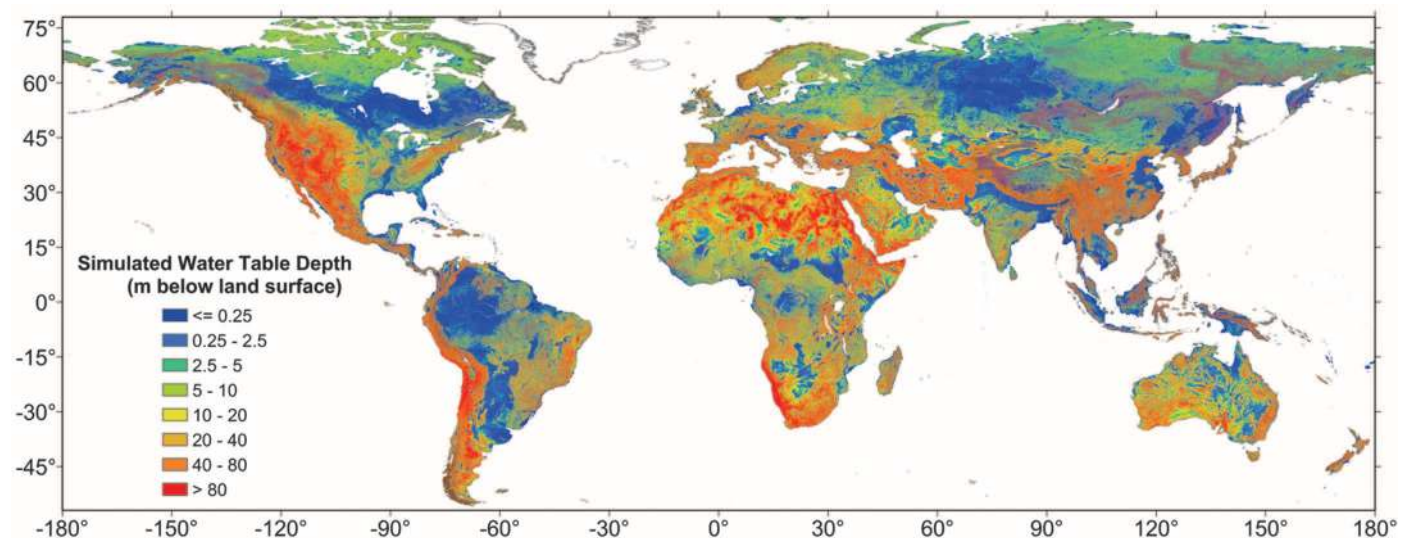 75°
60°
45°
30°
15°
0°
-15°
-30°
-45°
Simulated Water Table Depth
(m below land surface)
<= 0.25
0.25 - 2.5
2.5 - 5
5 - 10
10 - 20
20 - 40
40 - 80
> 80
-180° -150° -120° -90° -60° -30° 0° 30° 60° 90° 120° 150° 180°